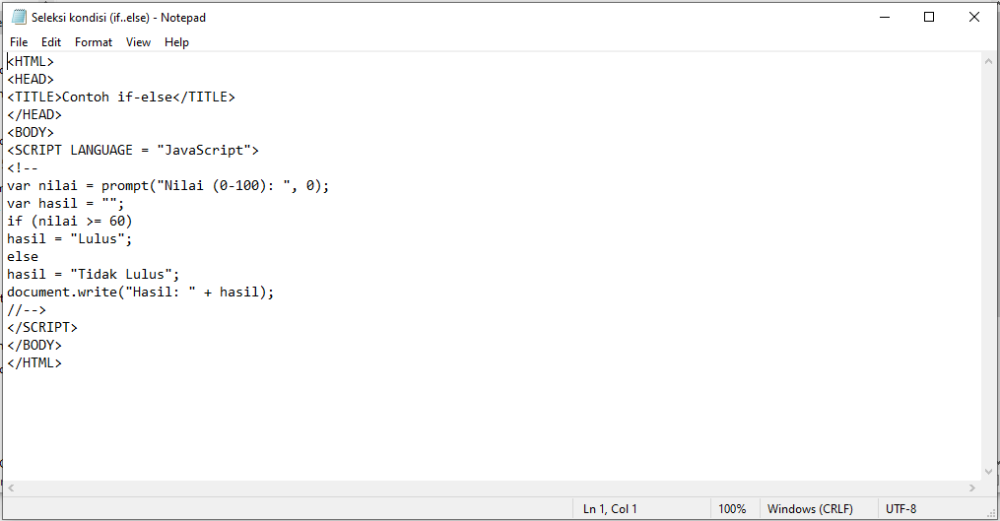 Seleksi kondisi (if..else) - Notepad
File Edit Format View Help
<HTML>
<HEAD>
<TITLE>Contoh if-else</TITLE>
</HEAD>
<BODY>
<SCRIPT LANGUAGE = "JavaScript">
<!--
var nilai = prompt("Nilai (0-100): ", 0);
var hasil = "";
if (nilai >= 60)
hasil = "Lulus";
else
hasil = "Tidak Lulus";
document.write("Hasil: " + hasil);
//-->
</SCRIPT>
</BODY>
</HTML>
Ln 1, Col 1 100% Windows (CRLF) UTF-8